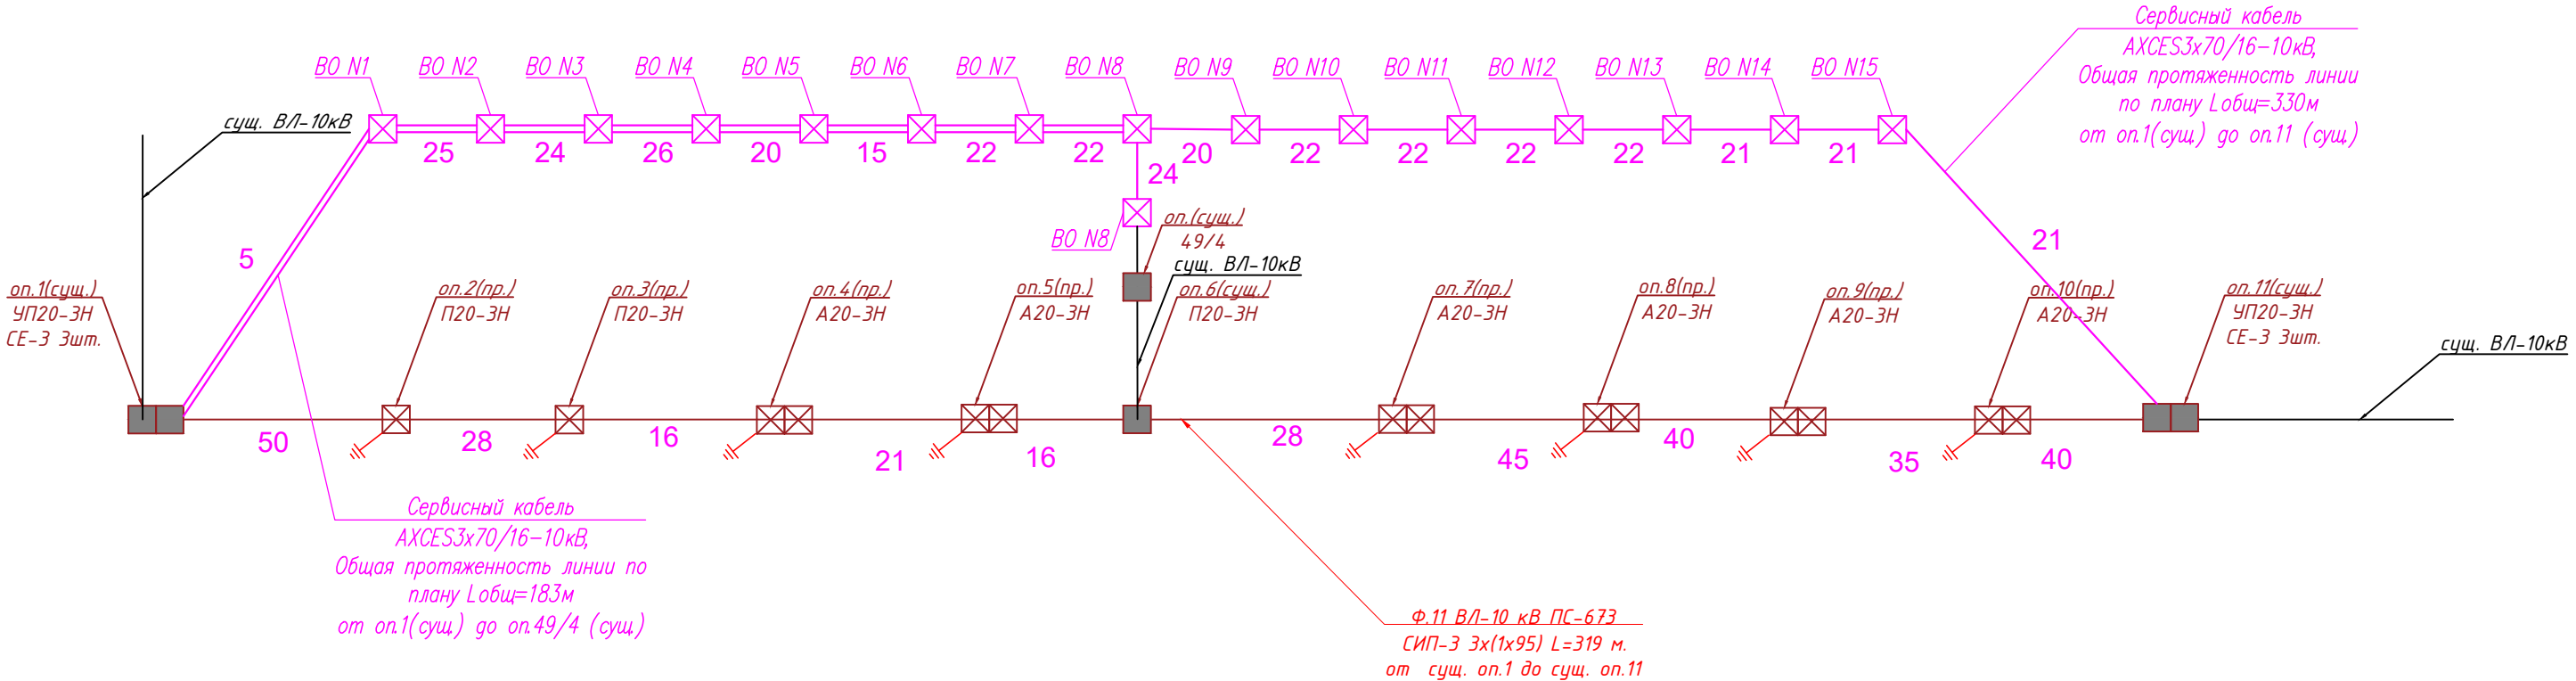 Сервисный кабель
AXCES3x70/16-10кВ,
Общая протяженность линии
по плану Lобщ=330м
от оп.1(сущ.) до оп.11 (сущ.)
ВО N1
ВО N2
ВО N3
ВО N4
ВО N5
ВО N6
ВО N7
ВО N8
ВО N9
ВО N10
ВО N11
ВО N12
ВО N13
ВО N14
ВО N15
сущ. ВЛ-10кВ
25
24
26
20
15
22
22
20
22
22
22
22
21
21
24
5
21
ВО N8
оп.(сущ.)
49/4
сущ. ВЛ-10кВ
оп.1(сущ.)
УП20-3Н
СЕ-3 3шт.
оп.2(пр.)
П20-3Н
оп.3(пр.)
П20-3Н
оп.4(пр.)
А20-3Н
оп.5(пр.)
А20-3Н
оп.6(сущ.)
П20-3Н
оп.7(пр.)
А20-3Н
оп.8(пр.)
А20-3Н
оп.9(пр.)
А20-3Н
оп.10(пр.)
А20-3Н
оп.11(сущ.)
УП20-3Н
СЕ-3 3шт.
сущ. ВЛ-10кВ
50
28
16
21
16
28
45
40
35
40
Сервисный кабель
AXCES3x70/16-10кВ,
Общая протяженность линии по
плану Lобщ=183м
от оп.1(сущ.) до оп.49/4 (сущ.)
Ф.11 ВЛ-10 кВ ПС-673
СИП-3 3х(1х95) L=319 м.
от сущ. оп.1 до сущ. оп.11